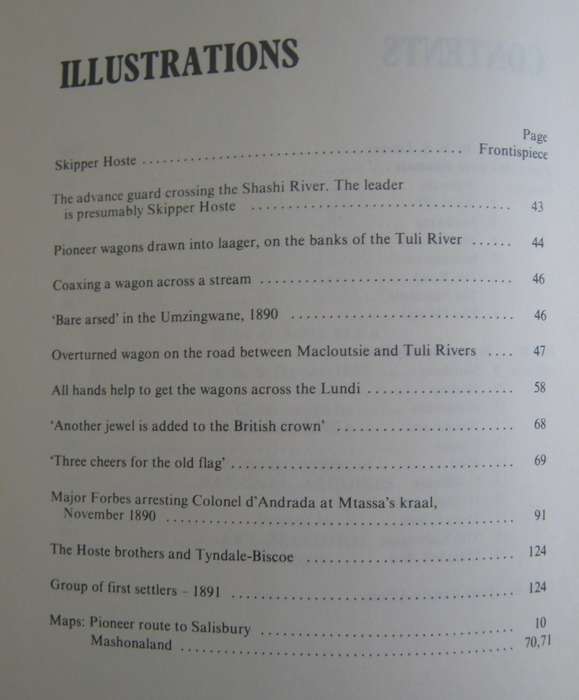 ILLUSTRATIONS
Page
Skipper Hoste ........................................ Frontispiece
The advance guard crossing the Shashi River. The leader
is presumably Skipper Hoste ................................ 43
Pioneer wagons drawn into laager, on the banks of the Tuli River ...... 44
Coaxing a wagon across a stream ................................ 46
'Bare arsed' in the Umzingwane, 1890 ............................ 46
Overturned wagon on the road between Macloutsie and Tuli Rivers .... 47
All hands help to get the wagons across the Lundi .................. 58
'Another jewel is added to the British crown' ...................... 68
'Three cheers for the old flag' .................................... 69
Major Forbes arresting Colonel d'Andrada at Mtassa's kraal,
November 1890 ............................................ 91
The Hoste brothers and Tyndale-Biscoe .......................... 124
Group of first settlers – 1891 .................................. 124
Maps: Pioneer route to Salisbury ................................ 10
Mashonaland .......................................... 70,71